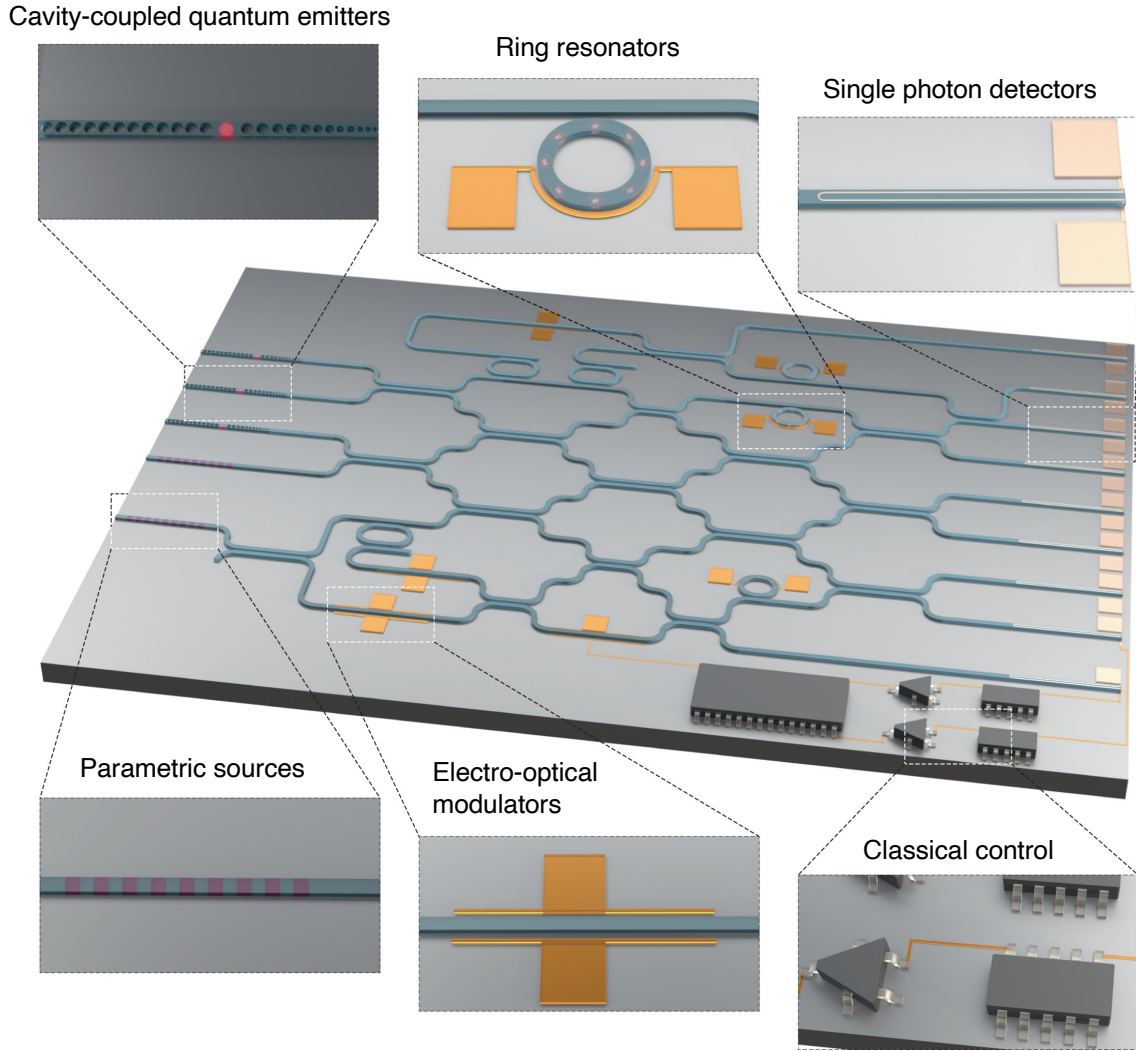 Cavity-coupled quantum emitters
Ring resonators
Single photon detectors
Parametric sources
Electro-optical
modulators
Classical control